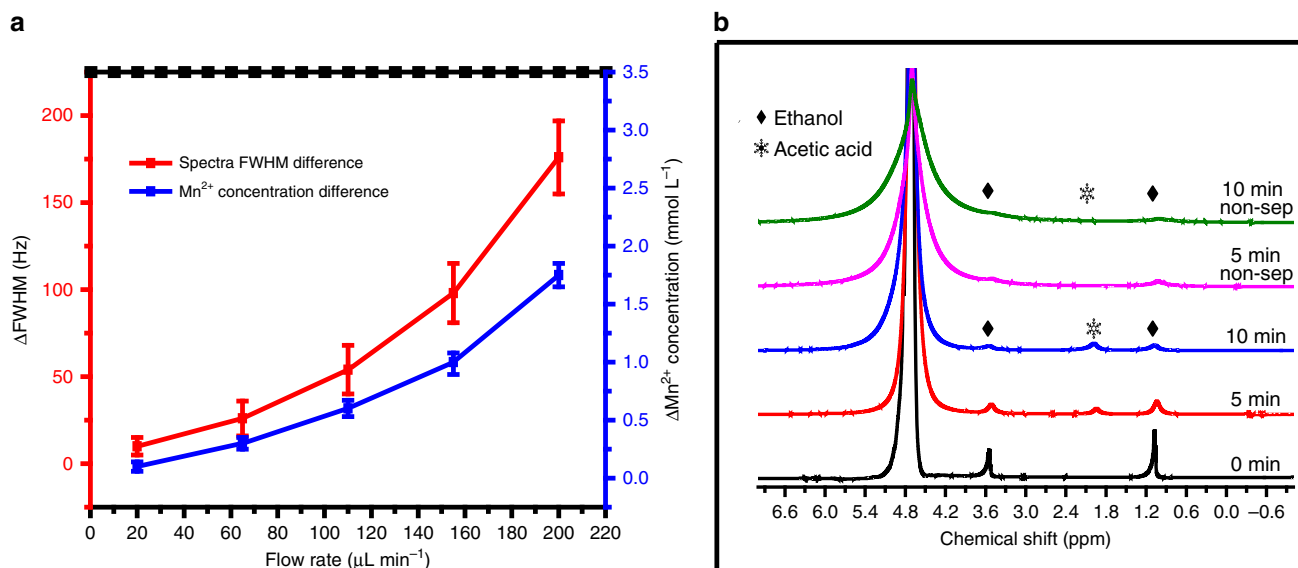 a
b
ΔFWHM (Hz)
200
150
100
50
0
Spectra FWHM difference
Mn²⁺ concentration difference
3.5
3.0
2.5
2.0
1.5
1.0
0.5
0.0
ΔMn²⁺ concentration (mmol L⁻¹)
0 20 40 60 80 100 120 140 160 180 200 220
Flow rate (μL min⁻¹)
♦ Ethanol
Acetic acid
10 min
non-sep
5 min
non-sep
10 min
5 min
0 min
6.6 6.0 5.4 4.8 4.2 3.6 3.0 2.4 1.8 1.2 0.6 0.0 –0.6
Chemical shift (ppm)